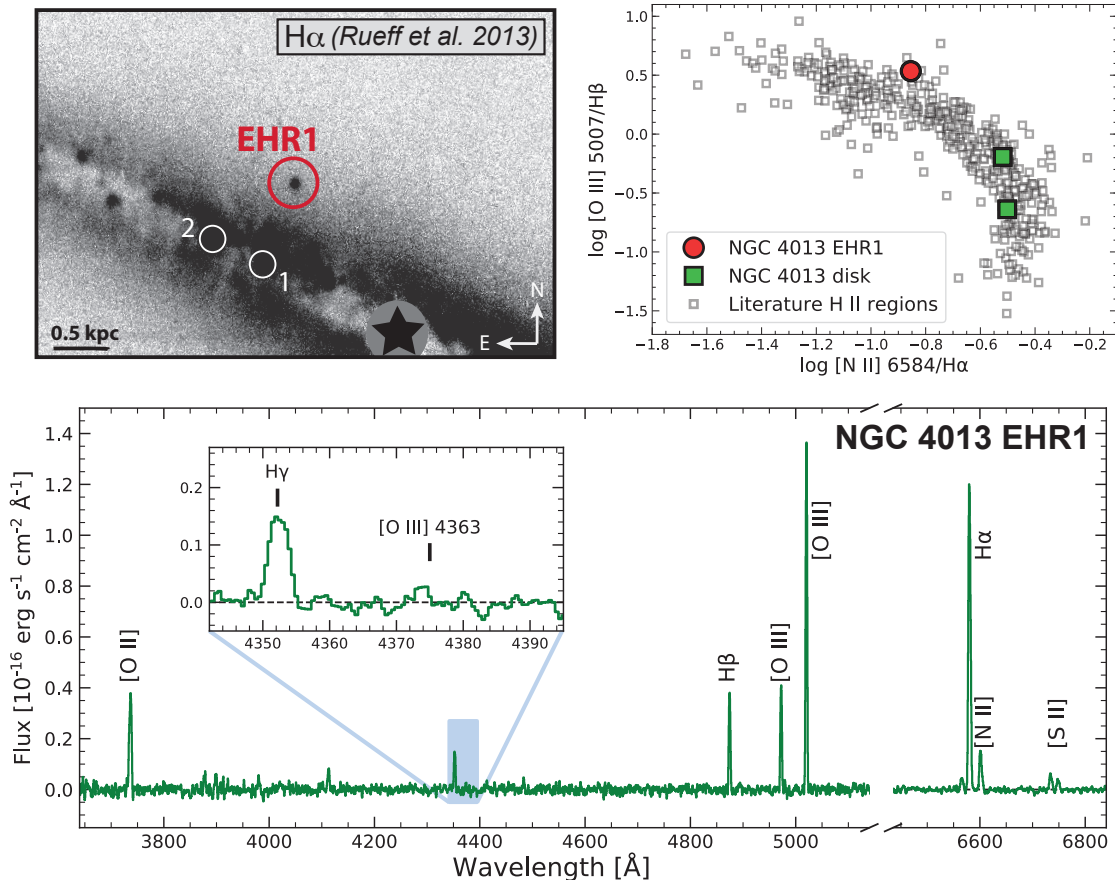 Hα (Rueff et al. 2013)
EHR1
2
1
0.5 kpc
N
E
log [O III] 5007/Hβ
1.0
0.5
0.0
−0.5
−1.0
−1.5
NGC 4013 EHR1
NGC 4013 disk
Literature H II regions
−1.8 −1.6 −1.4 −1.2 −1.0 −0.8 −0.6 −0.4 −0.2
log [N II] 6584/Hα
NGC 4013 EHR1
Flux [10⁻¹⁶ erg s⁻¹ cm⁻² Å⁻¹]
1.4
1.2
1.0
0.8
0.6
0.4
0.2
0.0
Hγ
[O III] 4363
0.2
0.1
0.0
4350 4360 4370 4380 4390
[O II]
Hβ
[O III]
[O III]
Hα
[N II]
[S II]
3800 4000 4200 4400 4600 4800 5000 6600 6800
Wavelength [Å]